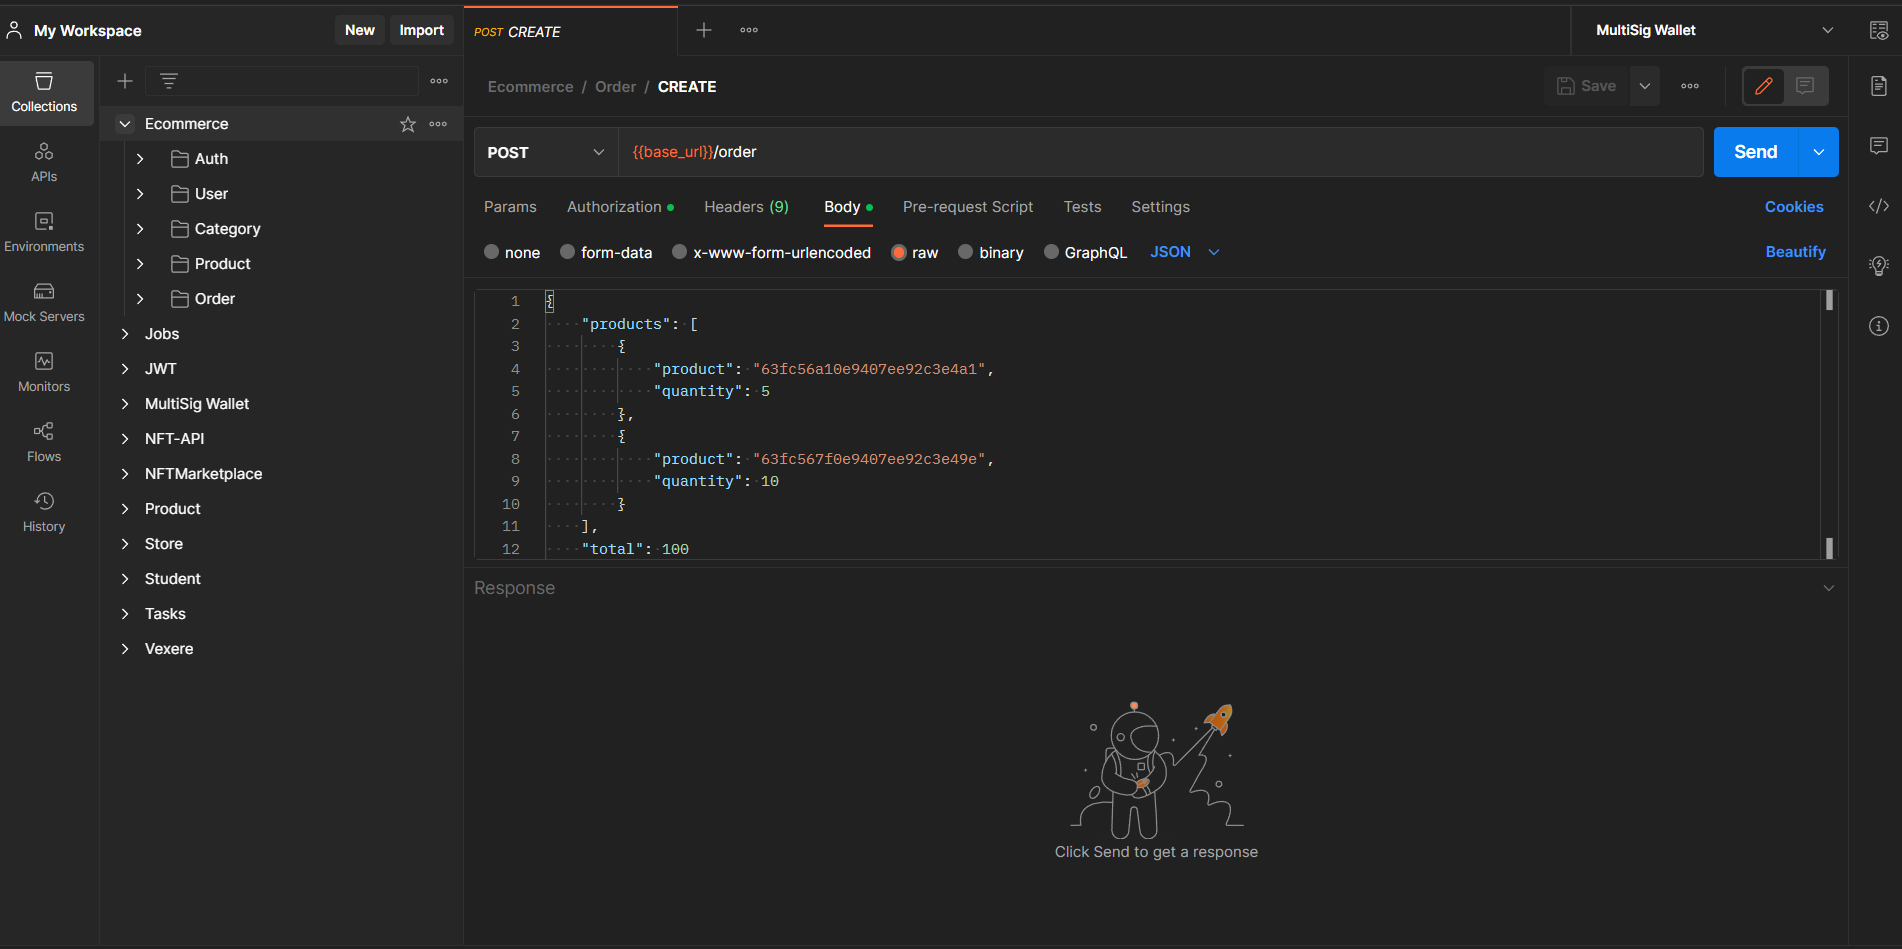 My Workspace
New
Import
POST CREATE
MultiSig Wallet
Collections
APIs
Environments
Mock Servers
Monitors
Flows
History
Ecommerce
Auth
User
Category
Product
Order
Jobs
JWT
MultiSig Wallet
NFT-API
NFTMarketplace
Product
Store
Student
Tasks
Vexere
Ecommerce / Order / CREATE
Save
POST
{{base_url}}/order
Send
Params Authorization Headers (9) Body Pre-request Script Tests Settings Cookies
none form-data x-www-form-urlencoded raw binary GraphQL JSON Beautify
1 {
2 "products": [
3 {
4 "product": "63fc56a10e9407ee92c3e4a1",
5 "quantity": 5
6 },
7 {
8 "product": "63fc567f0e9407ee92c3e49e",
9 "quantity": 10
10 }
11 ],
12 "total": 100
Response
Click Send to get a response